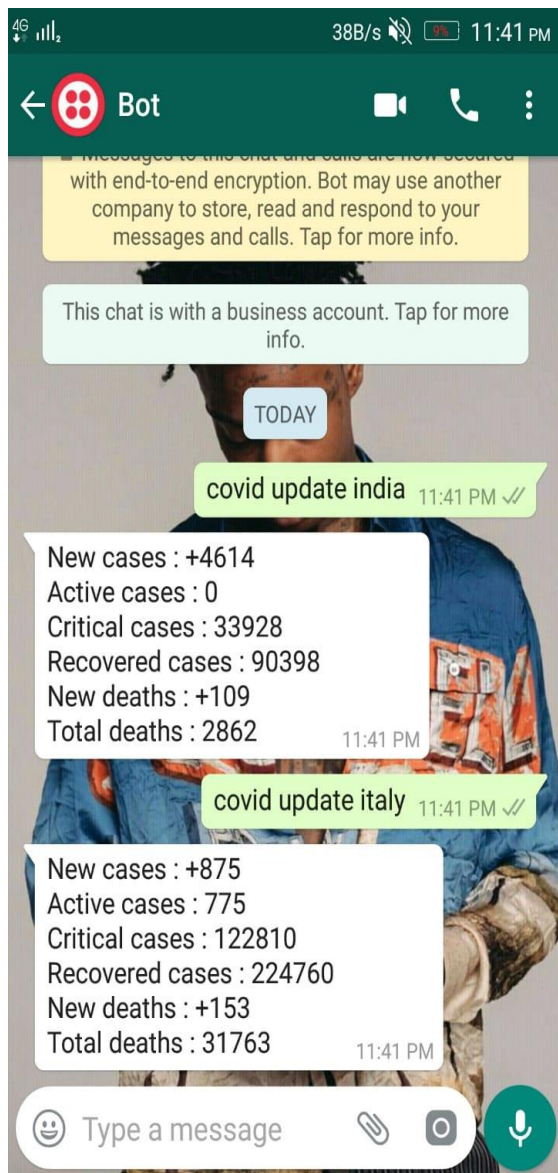 4G
2
38B/s
9%
11:41 PM
Bot
Messages to this chat and calls are now secured
with end-to-end encryption. Bot may use another
company to store, read and respond to your
messages and calls. Tap for more info.
This chat is with a business account. Tap for more
info.
TODAY
covid update india 11:41 PM
New cases : +4614
Active cases : 0
Critical cases : 33928
Recovered cases : 90398
New deaths : +109
Total deaths : 2862 11:41 PM
covid update italy 11:41 PM
New cases : +875
Active cases : 775
Critical cases : 122810
Recovered cases : 224760
New deaths : +153
Total deaths : 31763 11:41 PM
Type a message